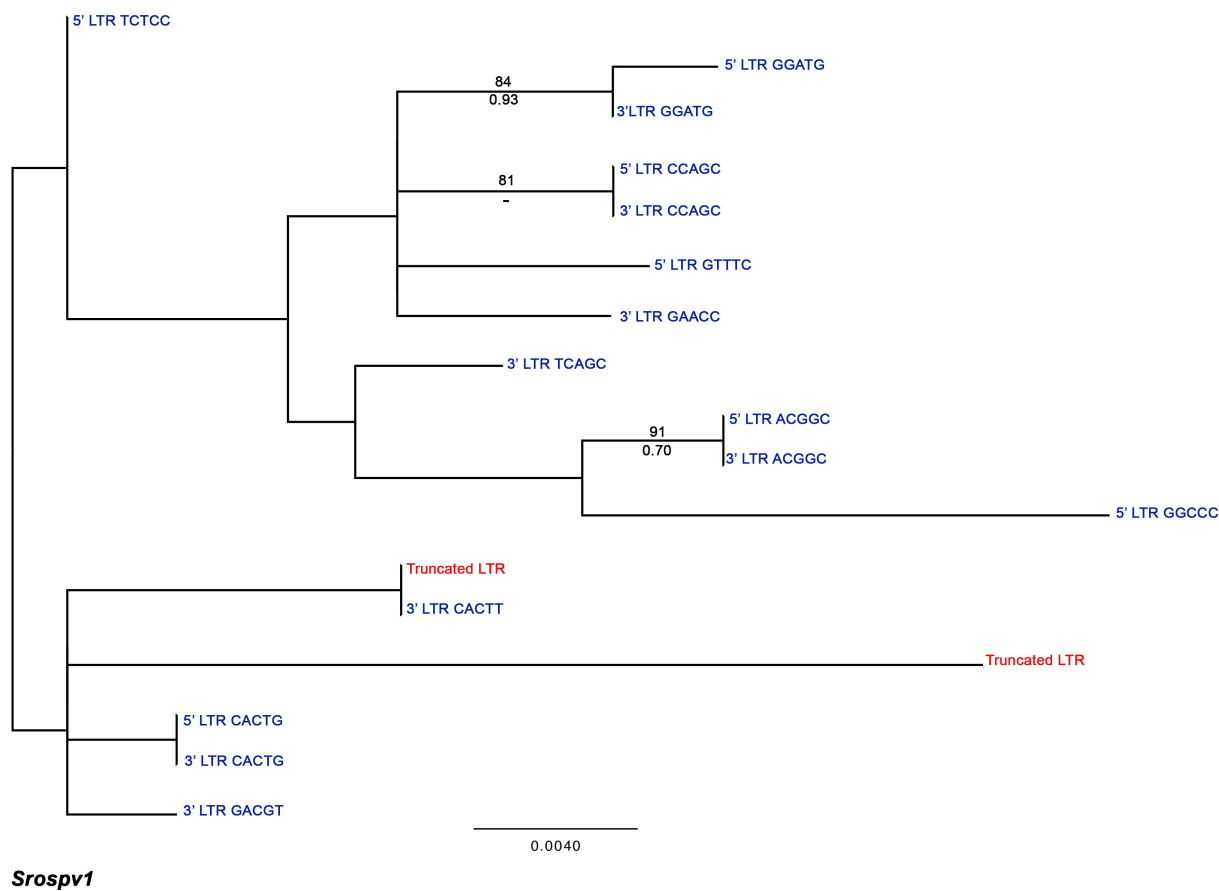 5’ LTR TCTCC
5’ LTR GGATG
84
0.93
3’LTR GGATG
5’ LTR CCAGC
81
-
3’ LTR CCAGC
5’ LTR GTTTC
3’ LTR GAACC
3’ LTR TCAGC
5’ LTR ACGGC
91
0.70
3’ LTR ACGGC
5’ LTR GGCCC
Truncated LTR
3’ LTR CACTT
Truncated LTR
5’ LTR CACTG
3’ LTR CACTG
3’ LTR GACGT
0.0040
Srospv1